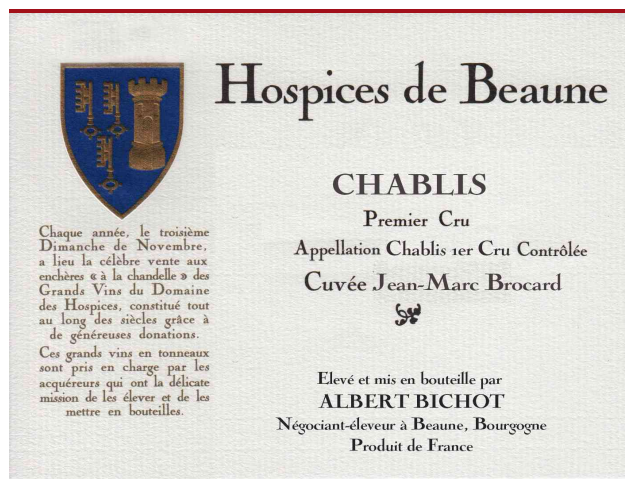 Hospices de Beaune
CHABLIS
Premier Cru
Appellation Chablis 1er Cru Contrôlée
Cuvée Jean-Marc Brocard
Chaque année, le troisième
Dimanche de Novembre,
a lieu la célèbre vente aux
enchères « à la chandelle » des
Grands Vins du Domaine
des Hospices, constitué tout
au long des siècles grâce à
de généreuses donations.
Ces grands vins en tonneaux
sont pris en charge par les
acquéreurs qui ont la délicate
mission de les élever et de les
mettre en bouteilles.
Elevé et mis en bouteille par
ALBERT BICHOT
Négociant-éleveur à Beaune, Bourgogne
Produit de France